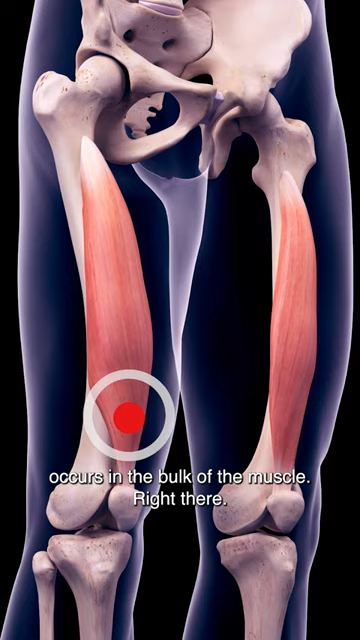 occurs in the bulk of the muscle.
Right there.